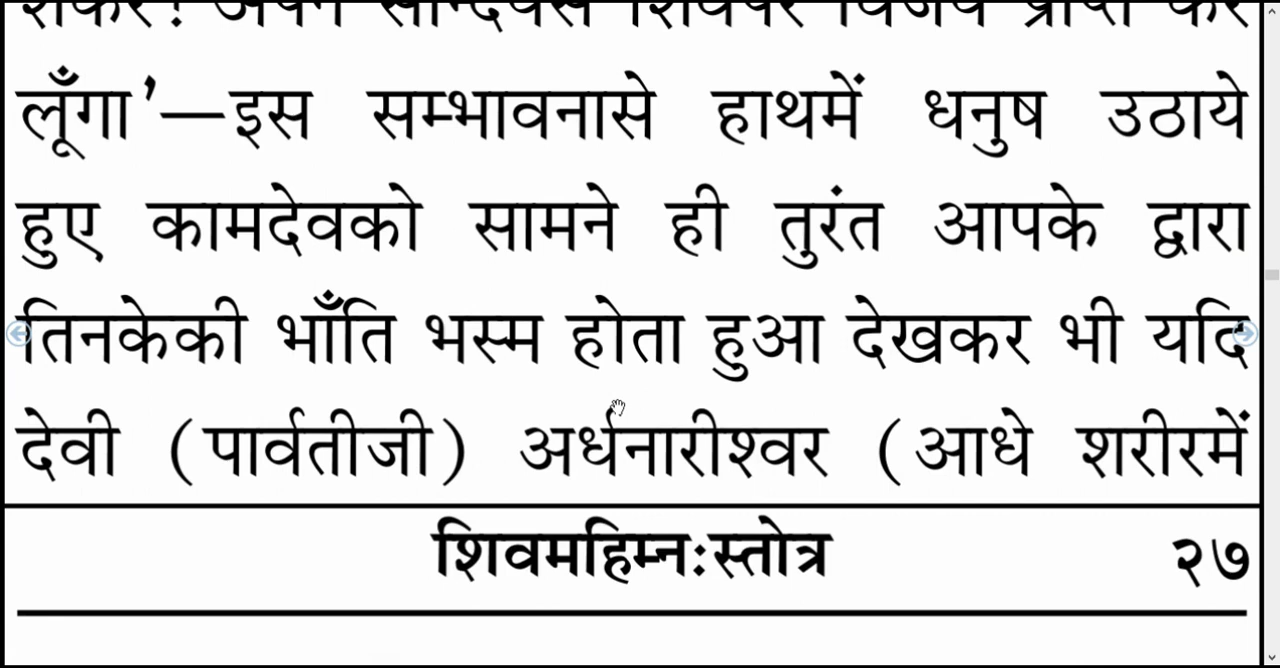 लूँगा’—इस सम्भावनासे हाथमें धनुष उठाये
हुए कामदेवको सामने ही तुरंत आपके द्वारा
तिनकेकी भाँति भस्म होता हुआ देखकर भी यदि
देवी (पार्वतीजी) अर्धनारीश्वर (आधे शरीरमें
शिवमहिम्नःस्तोत्र २७